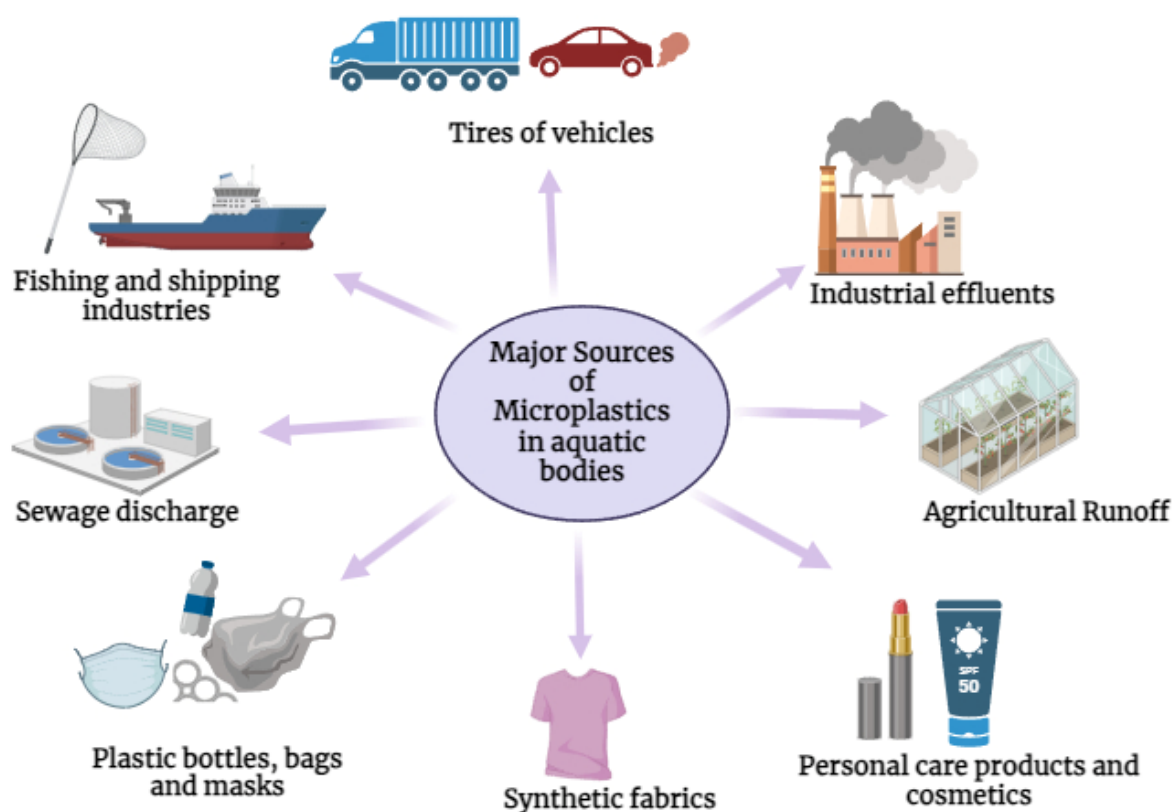 Tires of vehicles
Fishing and shipping
industries
Industrial effluents
Major Sources
of
Microplastics
in aquatic
bodies
Sewage discharge
Agricultural Runoff
SPF
50
Plastic bottles, bags
and masks
Synthetic fabrics
Personal care products and
cosmetics